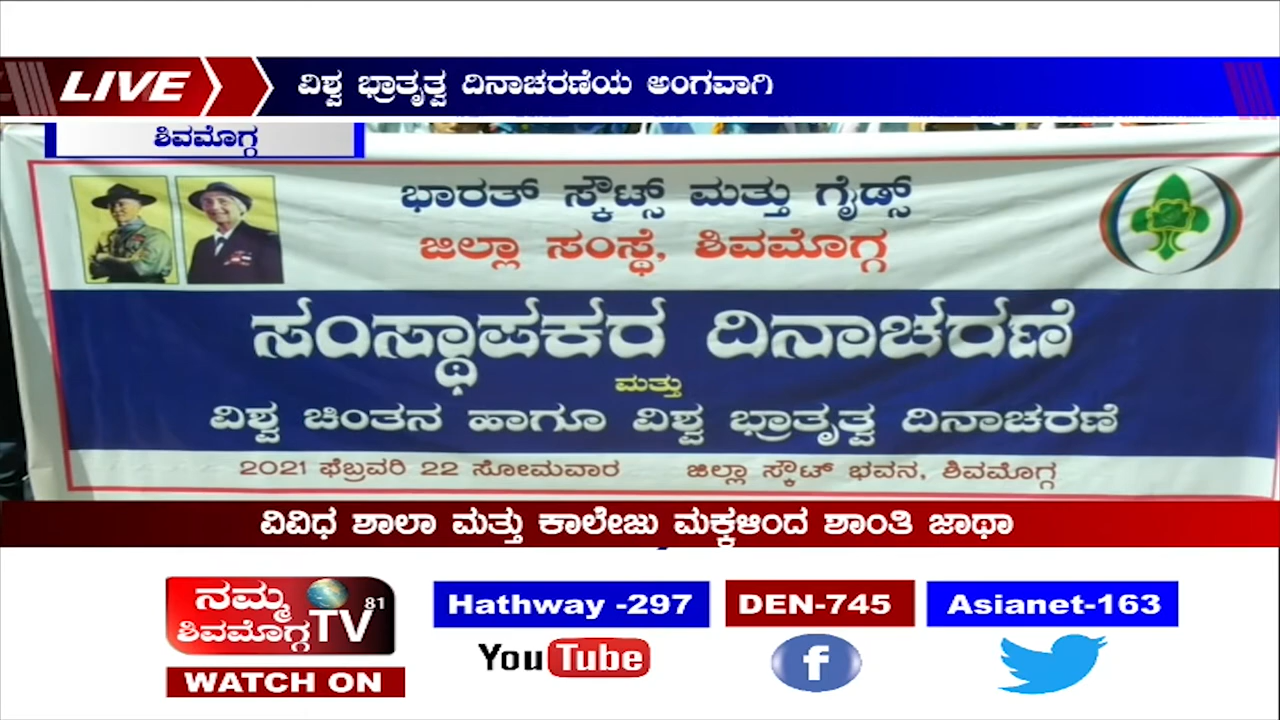 LIVE
ವಿಶ್ವ ಭ್ರಾತೃತ್ವ ದಿನಾಚರಣೆಯ ಅಂಗವಾಗಿ
ಶಿವಮೊಗ್ಗ
ಭಾರತ್ ಸ್ಕೌಟ್ಸ್ ಮತ್ತು ಗೈಡ್ಸ್
ಜಿಲ್ಲಾ ಸಂಸ್ಥೆ, ಶಿವಮೊಗ್ಗ
ಸಂಸ್ಥಾಪಕರ ದಿನಾಚರಣೆ
ಮತ್ತು
ವಿಶ್ವ ಚಿಂತನ ಹಾಗೂ ವಿಶ್ವ ಭ್ರಾತೃತ್ವ ದಿನಾಚರಣೆ
2021 ಫೆಬ್ರವರಿ 22 ಸೋಮವಾರ ಜಿಲ್ಲಾ ಸ್ಕೌಟ್ ಭವನ, ಶಿವಮೊಗ್ಗ
ವಿವಿಧ ಶಾಲಾ ಮತ್ತು ಕಾಲೇಜು ಮಕ್ಕಳಿಂದ ಶಾಂತಿ ಜಾಥಾ
ನಮ್ಮ
ಶಿವಮೊಗ್ಗ TV 81
WATCH ON
Hathway -297 DEN-745 Asianet-163
YouTube f